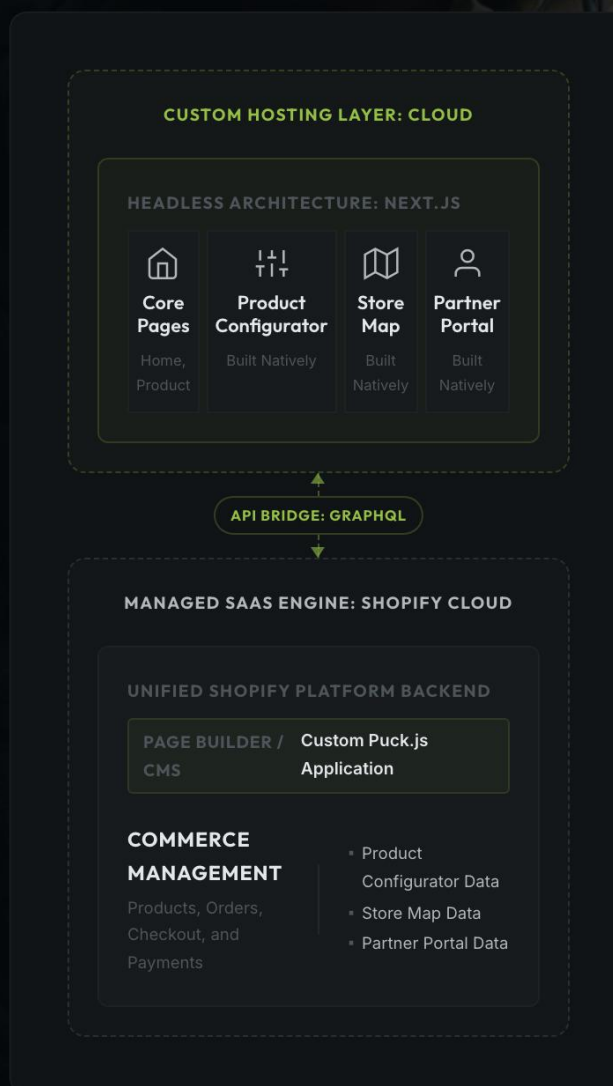 CUSTOM HOSTING LAYER: CLOUD
HEADLESS ARCHITECTURE: NEXT.JS
Core
Pages
Home,
Product
Product
Configurator
Built Natively
Store
Map
Built
Natively
Partner
Portal
Built
Natively
API BRIDGE: GRAPHQL
MANAGED SAAS ENGINE: SHOPIFY CLOUD
UNIFIED SHOPIFY PLATFORM BACKEND
PAGE BUILDER /
CMS
Custom Puck.js
Application
COMMERCE
MANAGEMENT
Products, Orders,
Checkout, and
Payments
Product
Configurator Data
Store Map Data
Partner Portal Data